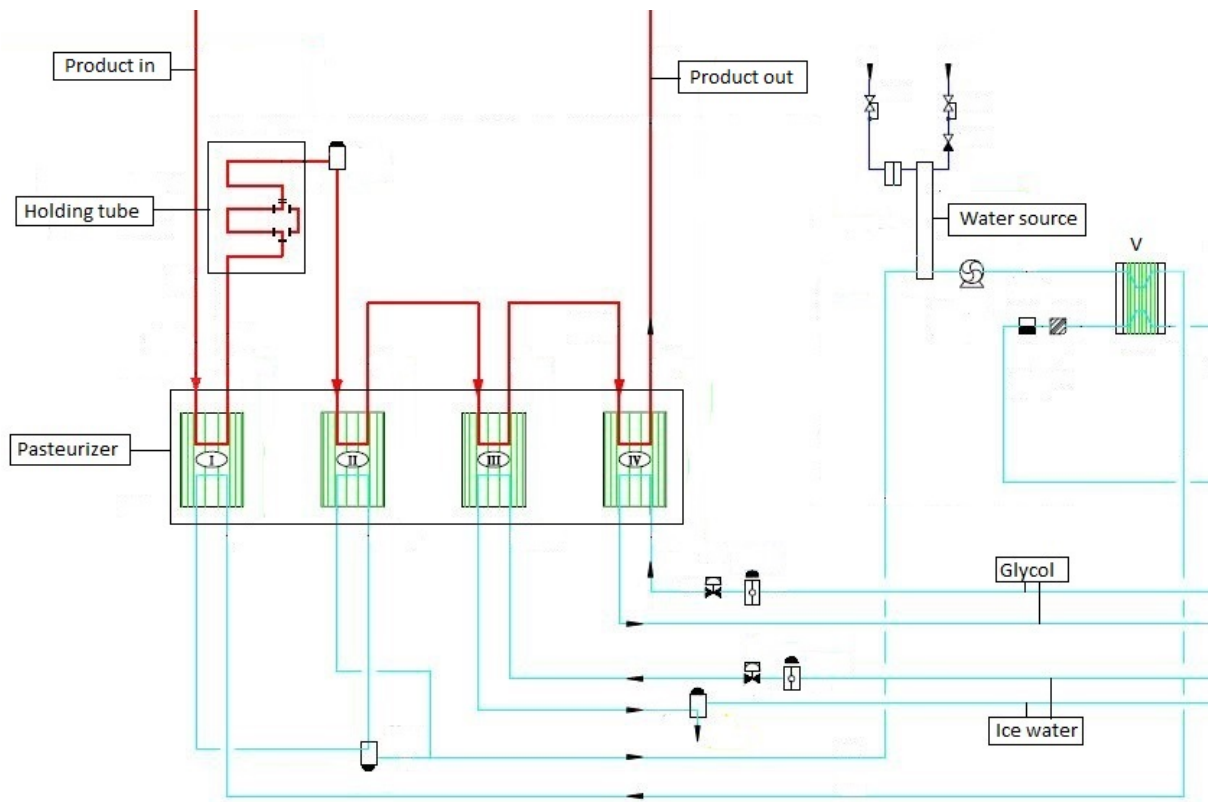 Product in
Product out
Holding tube
Water source
V
Pasteurizer
I
II
III
IV
Glycol
Ice water